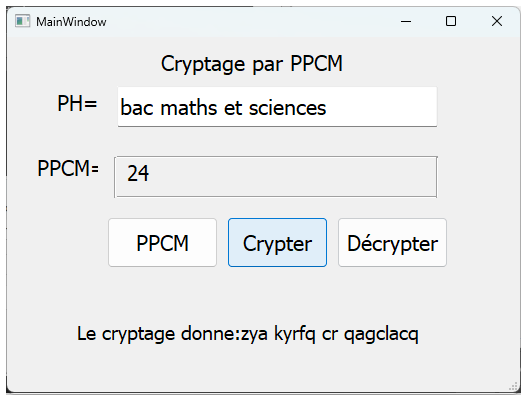 MainWindow
Cryptage par PPCM
PH= bac maths et sciences
PPCM= 24
PPCM Crypter Décrypter
Le cryptage donne:zya kyrfq cr qagclacq